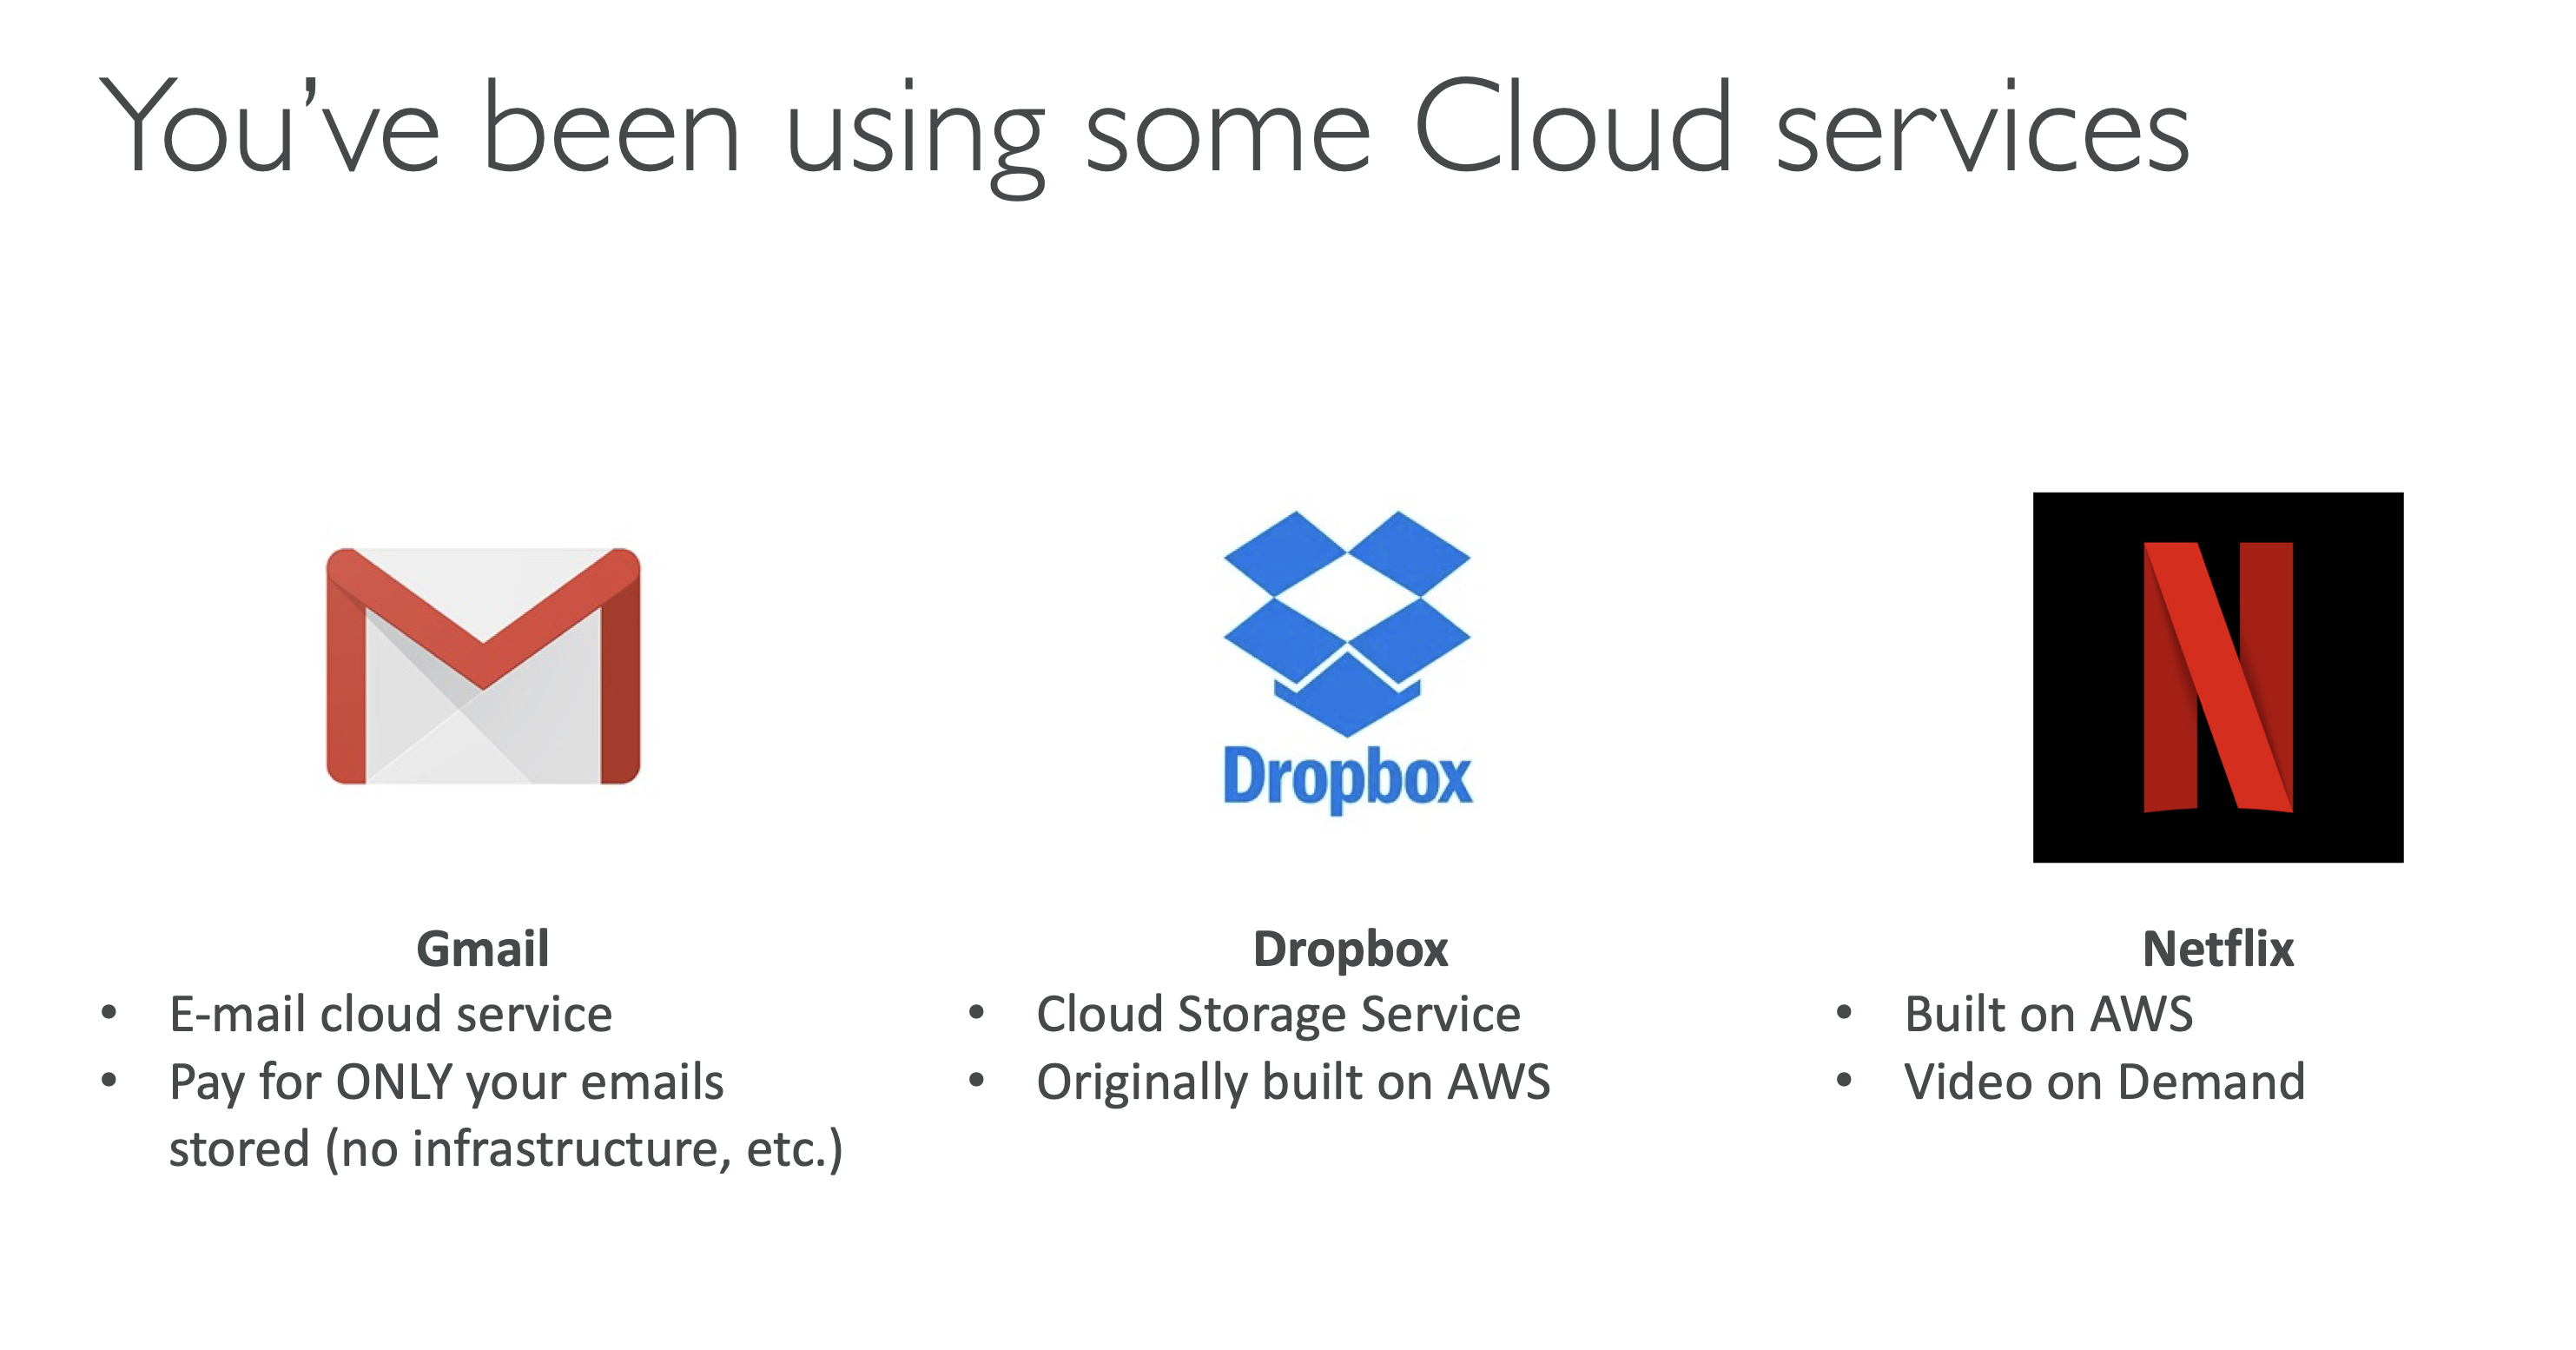 You’ve been using some Cloud services
Dropbox
Gmail
• E-mail cloud service
• Pay for ONLY your emails
stored (no infrastructure, etc.)
Dropbox
• Cloud Storage Service
• Originally built on AWS
Netflix
• Built on AWS
• Video on Demand